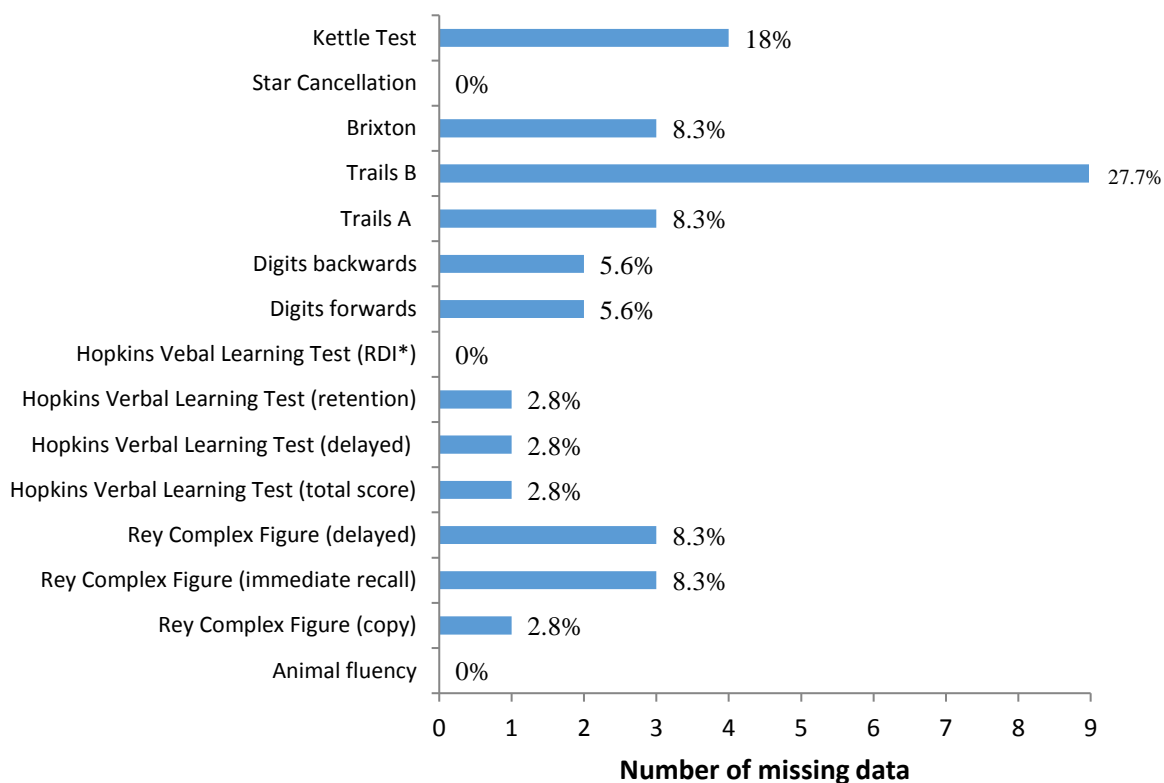 Kettle Test 18%
Star Cancellation 0%
Brixton 8.3%
Trails B 27.7%
Trails A 8.3%
Digits backwards 5.6%
Digits forwards 5.6%
Hopkins Vebal Learning Test (RDI*) 0%
Hopkins Verbal Learning Test (retention) 2.8%
Hopkins Verbal Learning Test (delayed) 2.8%
Hopkins Verbal Learning Test (total score) 2.8%
Rey Complex Figure (delayed) 8.3%
Rey Complex Figure (immediate recall) 8.3%
Rey Complex Figure (copy) 2.8%
Animal fluency 0%
0 1 2 3 4 5 6 7 8 9
Number of missing data